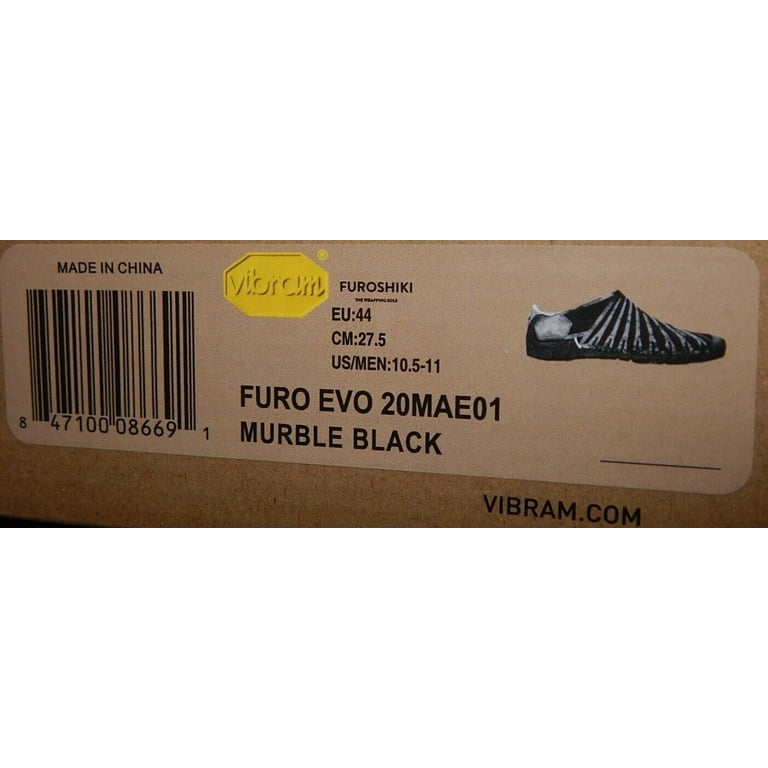 MADE IN CHINA
8 47100 08669 1
vibram®
FUROSHIKI
THE WRAPPING SOLE
EU:44
CM:27.5
US/MEN:10.5-11
FURO EVO 20MAE01
MURBLE BLACK
VIBRAM.COM